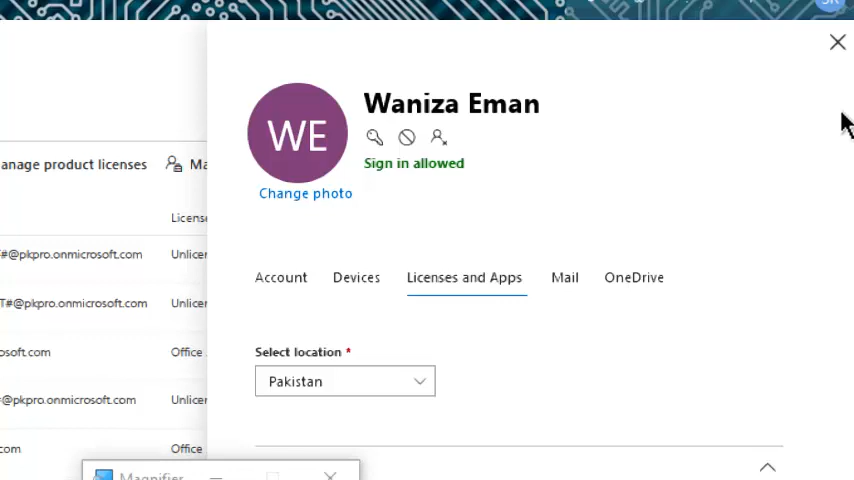 WE
Waniza Eman
Sign in allowed
Change photo
anage product licenses
Ma
License
#@pkpro.onmicrosoft.com
Unlicen
T#@pkpro.onmicrosoft.com
Unlicen
osoft.com
Office
#@pkpro.onmicrosoft.com
Unlicen
.com
Office
Account Devices Licenses and Apps Mail OneDrive
Select location *
Pakistan
Magnifier